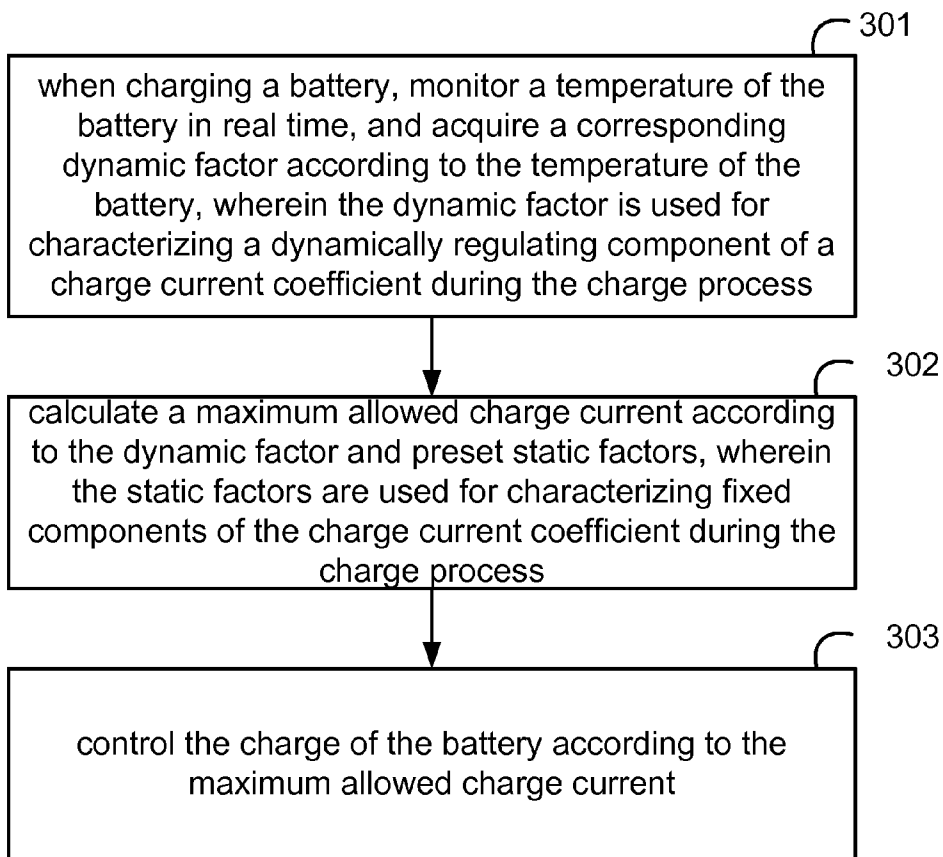 301
when charging a battery, monitor a temperature of the
battery in real time, and acquire a corresponding
dynamic factor according to the temperature of the
battery, wherein the dynamic factor is used for
characterizing a dynamically regulating component of a
charge current coefficient during the charge process
302
calculate a maximum allowed charge current according
to the dynamic factor and preset static factors, wherein
the static factors are used for characterizing fixed
components of the charge current coefficient during the
charge process
303
control the charge of the battery according to the
maximum allowed charge current